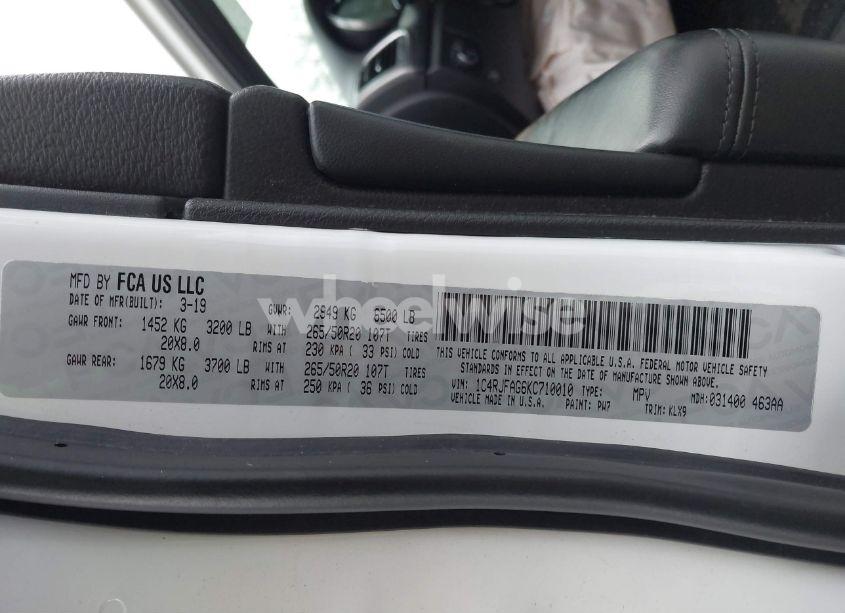 MFD BY FCA US LLC
DATE OF MFR(BUILT): 3-19 GVWR: 2949 KG 6500 LB
GAWR FRONT: 1452 KG 3200 LB WITH 265/50R20 107T TIRES
20X8.0 RIMS AT 230 KPA ( 33 PSI) COLD
GAWR REAR: 1679 KG 3700 LB WITH 265/50R20 107T TIRES
20X8.0 RIMS AT 250 KPA ( 36 PSI) COLD
THIS VEHICLE CONFORMS TO ALL APPLICABLE U.S.A. FEDERAL MOTOR VEHICLE SAFETY
STANDARDS IN EFFECT ON THE DATE OF MANUFACTURE SHOWN ABOVE.
VIN: 1C4RJFAG6KC710010 TYPE: MPV MDH: 031400 463AA
VEHICLE MADE IN U.S.A. PAINT: PW7 TRIM: KLX9
wheelwise